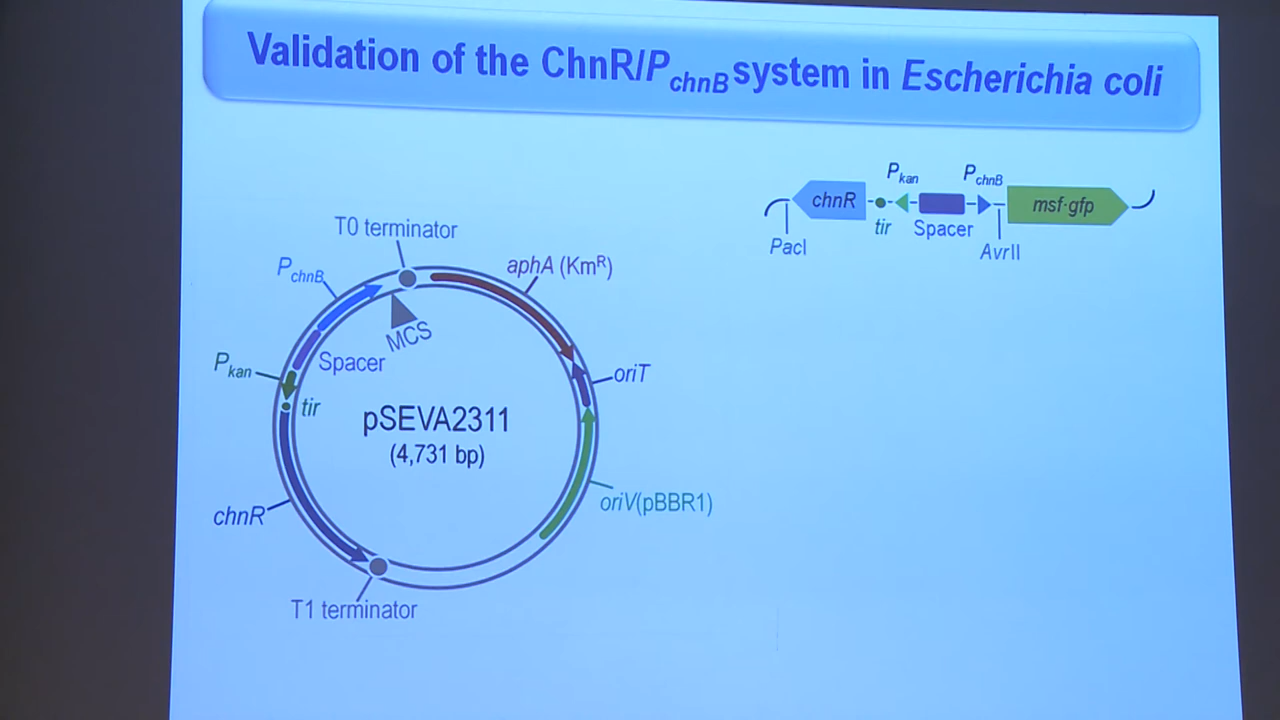 Validation of the ChnR/PchnB system in Escherichia coli
Pkan
PchnB
chnR
msf-gfp
tir
Spacer
PacI
AvrII
T0 terminator
PchnB
aphA (KmR)
MCS
Spacer
Pkan
oriT
tir
pSEVA2311
(4,731 bp)
chnR
oriV(pBBR1)
T1 terminator